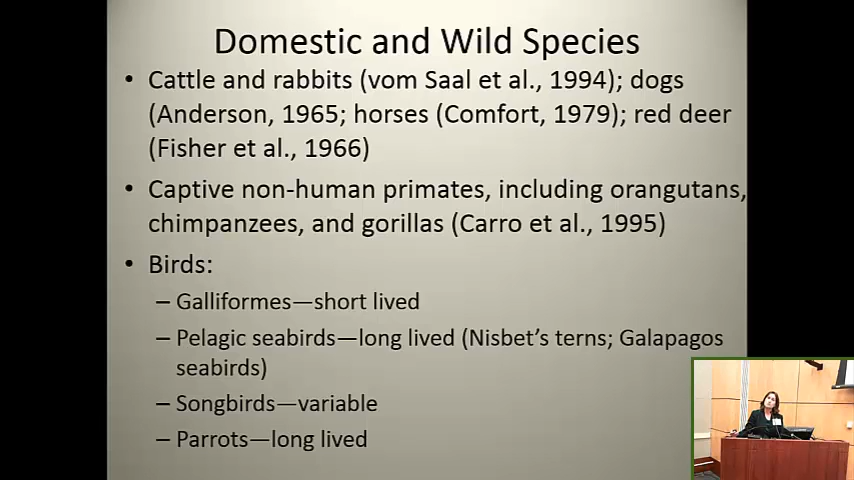 Domestic and Wild Species
• Cattle and rabbits (vom Saal et al., 1994); dogs
(Anderson, 1965; horses (Comfort, 1979); red deer
(Fisher et al., 1966)
• Captive non-human primates, including orangutans,
chimpanzees, and gorillas (Carro et al., 1995)
• Birds:
– Galliformes—short lived
– Pelagic seabirds—long lived (Nisbet’s terns; Galapagos
seabirds)
– Songbirds—variable
– Parrots—long lived